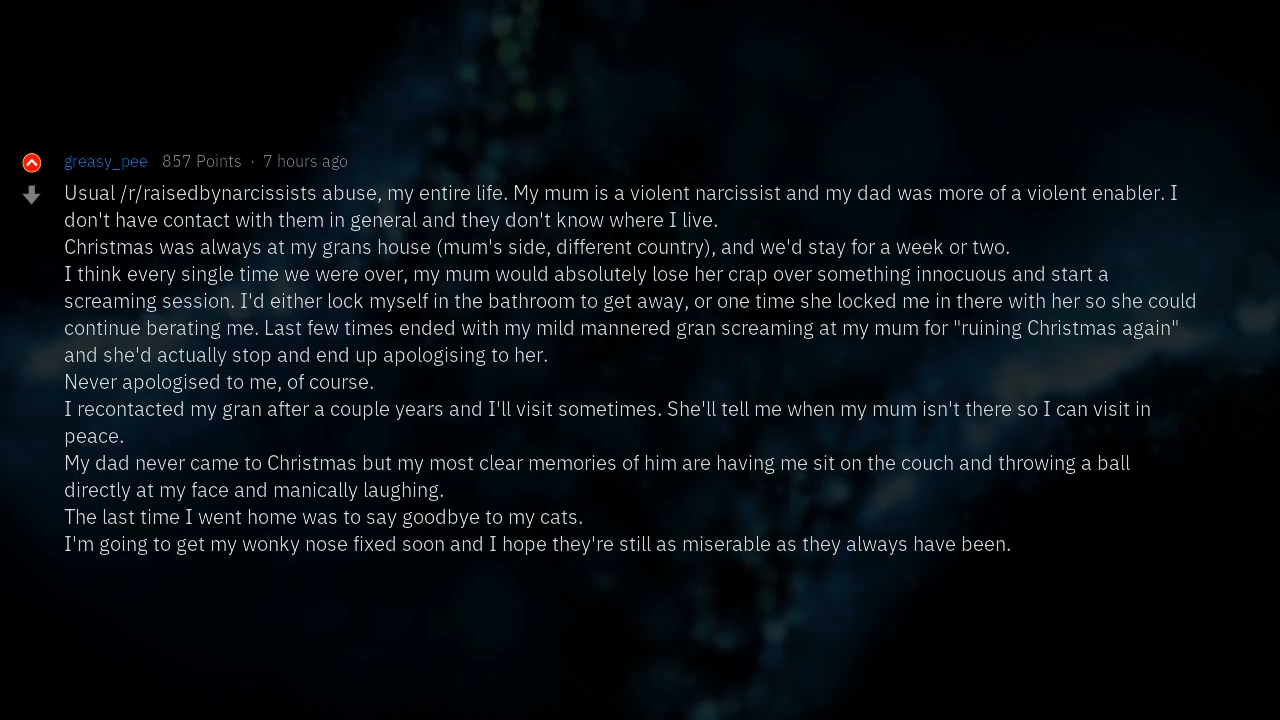 greasy_pee 857 Points · 7 hours ago
Usual /r/raisedbynarcissists abuse, my entire life. My mum is a violent narcissist and my dad was more of a violent enabler. I
don't have contact with them in general and they don't know where I live.
Christmas was always at my grans house (mum's side, different country), and we'd stay for a week or two.
I think every single time we were over, my mum would absolutely lose her crap over something innocuous and start a
screaming session. I'd either lock myself in the bathroom to get away, or one time she locked me in there with her so she could
continue berating me. Last few times ended with my mild mannered gran screaming at my mum for "ruining Christmas again"
and she'd actually stop and end up apologising to her.
Never apologised to me, of course.
I recontacted my gran after a couple years and I'll visit sometimes. She'll tell me when my mum isn't there so I can visit in
peace.
My dad never came to Christmas but my most clear memories of him are having me sit on the couch and throwing a ball
directly at my face and manically laughing.
The last time I went home was to say goodbye to my cats.
I'm going to get my wonky nose fixed soon and I hope they're still as miserable as they always have been.